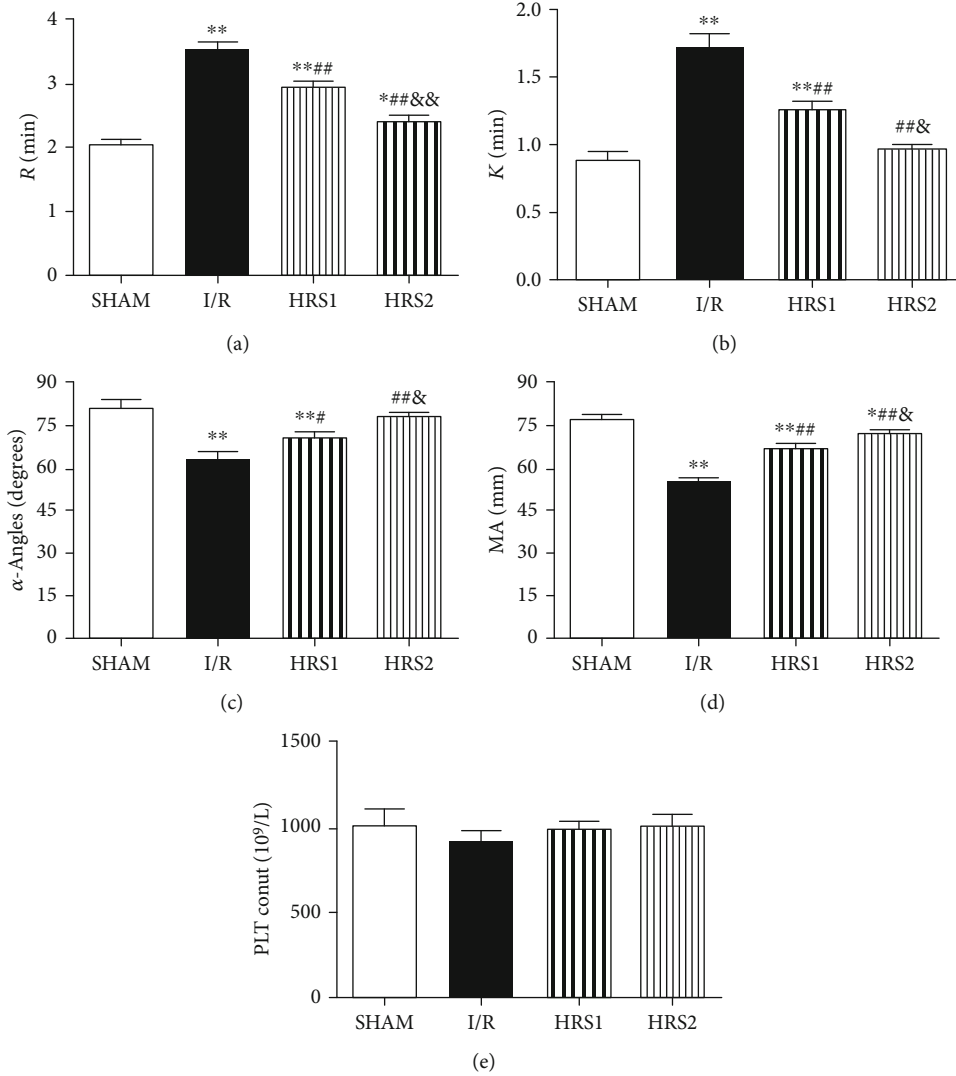 4
3
2
1
0
R (min)
**
**##
*##&&
SHAM I/R HRS1 HRS2
(a)
2.0
1.5
1.0
0.5
0.0
K (min)
**
**##
##&
SHAM I/R HRS1 HRS2
(b)
90
75
60
45
30
15
0
α-Angles (degrees)
**
**#
##&
SHAM I/R HRS1 HRS2
(c)
90
75
60
45
30
15
0
MA (mm)
**
**##
*##&
SHAM I/R HRS1 HRS2
(d)
1500
1000
500
0
PLT conut (10⁹/L)
SHAM I/R HRS1 HRS2
(e)